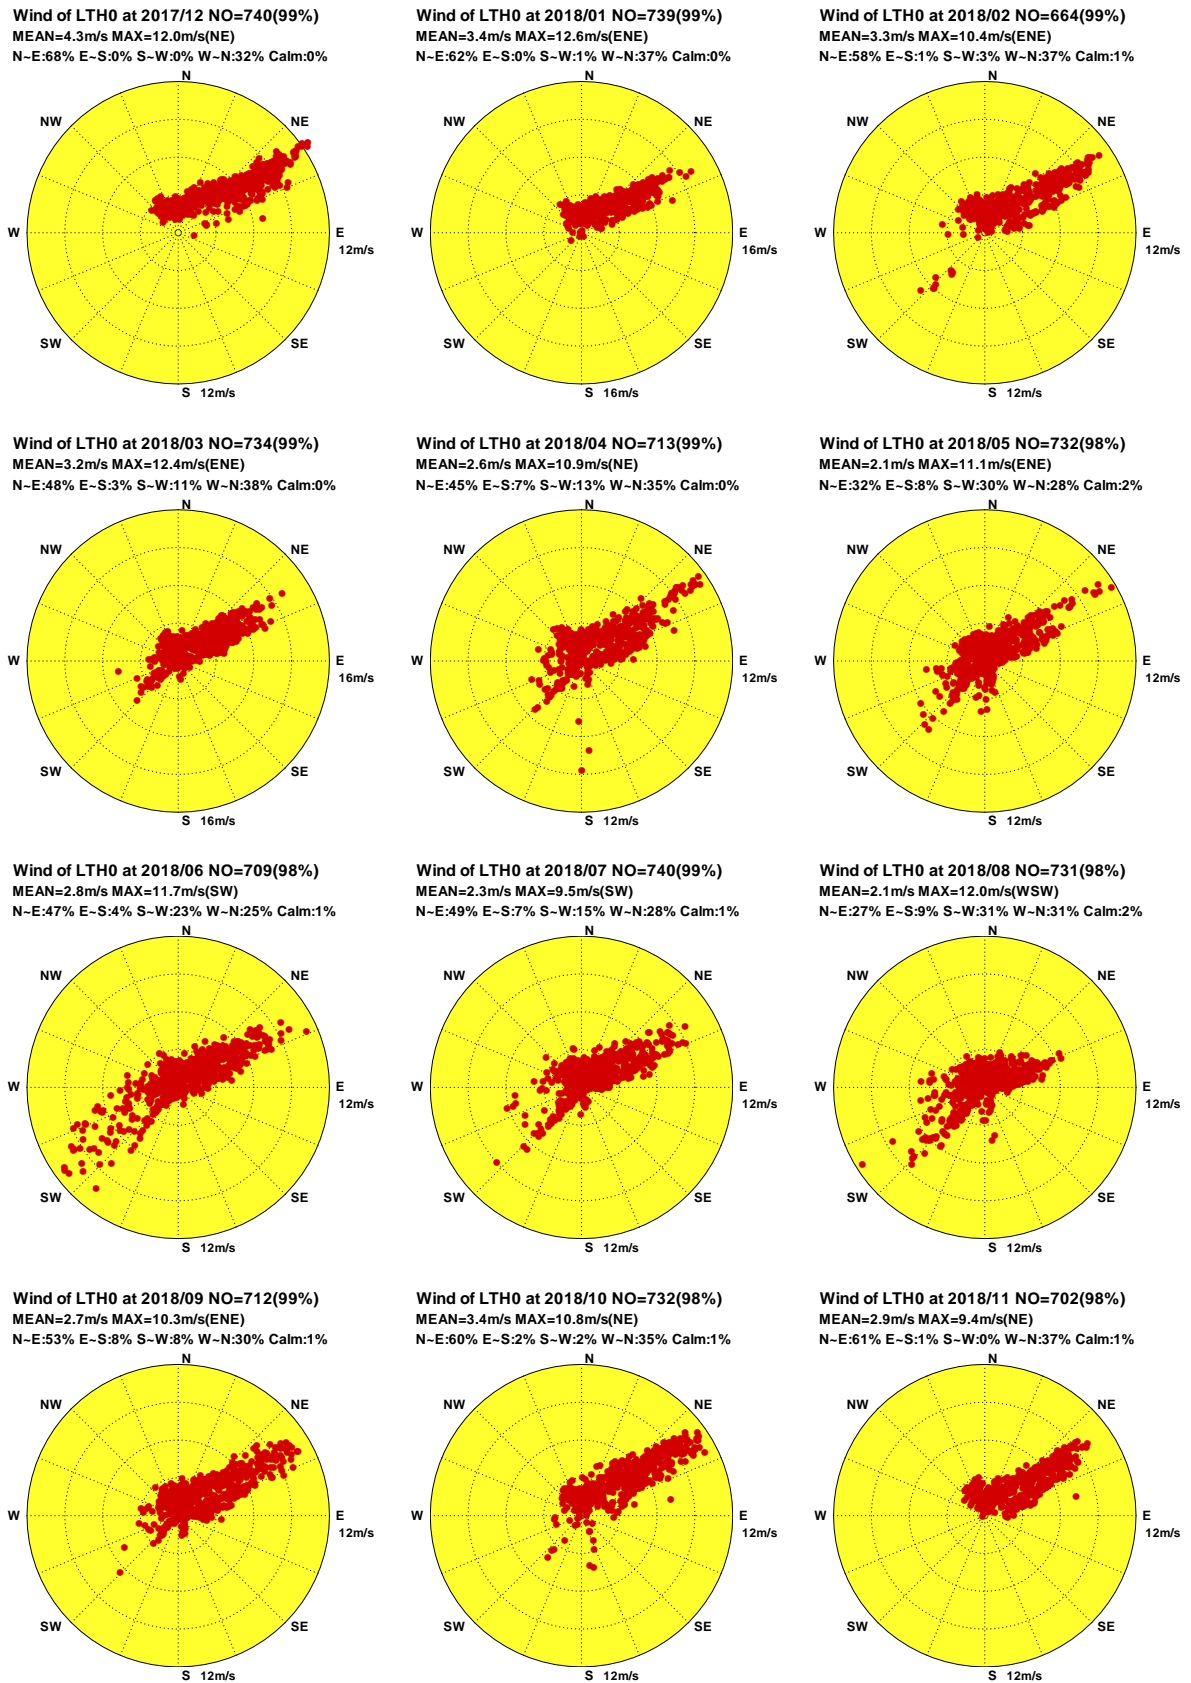 Wind of LTH0 at 2017/12 NO=740(99%)
MEAN=4.3m/s MAX=12.0m/s(NE)
N~E:68% E~S:0% S~W:0% W~N:32% Calm:0%
N
NW
NE
W
E
12m/s
SW
SE
S 12m/s
Wind of LTH0 at 2018/01 NO=739(99%)
MEAN=3.4m/s MAX=12.6m/s(ENE)
N~E:62% E~S:0% S~W:1% W~N:37% Calm:0%
N
NW
NE
W
E
16m/s
SW
SE
S 16m/s
Wind of LTH0 at 2018/02 NO=664(99%)
MEAN=3.3m/s MAX=10.4m/s(ENE)
N~E:58% E~S:1% S~W:3% W~N:37% Calm:1%
N
NW
NE
W
E
12m/s
SW
SE
S 12m/s
Wind of LTH0 at 2018/03 NO=734(99%)
MEAN=3.2m/s MAX=12.4m/s(ENE)
N~E:48% E~S:3% S~W:11% W~N:38% Calm:0%
N
NW
NE
W
E
16m/s
SW
SE
S 16m/s
Wind of LTH0 at 2018/04 NO=713(99%)
MEAN=2.6m/s MAX=10.9m/s(NE)
N~E:45% E~S:7% S~W:13% W~N:35% Calm:0%
N
NW
NE
W
E
12m/s
SW
SE
S 12m/s
Wind of LTH0 at 2018/05 NO=732(98%)
MEAN=2.1m/s MAX=11.1m/s(ENE)
N~E:32% E~S:8% S~W:30% W~N:28% Calm:2%
N
NW
NE
W
E
12m/s
SW
SE
S 12m/s
Wind of LTH0 at 2018/06 NO=709(98%)
MEAN=2.8m/s MAX=11.7m/s(SW)
N~E:47% E~S:4% S~W:23% W~N:25% Calm:1%
N
NW
NE
W
E
12m/s
SW
SE
S 12m/s
Wind of LTH0 at 2018/07 NO=740(99%)
MEAN=2.3m/s MAX=9.5m/s(SW)
N~E:49% E~S:7% S~W:15% W~N:28% Calm:1%
N
NW
NE
W
E
12m/s
SW
SE
S 12m/s
Wind of LTH0 at 2018/08 NO=731(98%)
MEAN=2.1m/s MAX=12.0m/s(WSW)
N~E:27% E~S:9% S~W:31% W~N:31% Calm:2%
N
NW
NE
W
E
12m/s
SW
SE
S 12m/s
Wind of LTH0 at 2018/09 NO=712(99%)
MEAN=2.7m/s MAX=10.3m/s(ENE)
N~E:53% E~S:8% S~W:8% W~N:30% Calm:1%
N
NW
NE
W
E
12m/s
SW
SE
S 12m/s
Wind of LTH0 at 2018/10 NO=732(98%)
MEAN=3.4m/s MAX=10.8m/s(NE)
N~E:60% E~S:2% S~W:2% W~N:35% Calm:1%
N
NW
NE
W
E
12m/s
SW
SE
S 12m/s
Wind of LTH0 at 2018/11 NO=702(98%)
MEAN=2.9m/s MAX=9.4m/s(NE)
N~E:61% E~S:1% S~W:0% W~N:37% Calm:1%
N
NW
NE
W
E
12m/s
SW
SE
S 12m/s